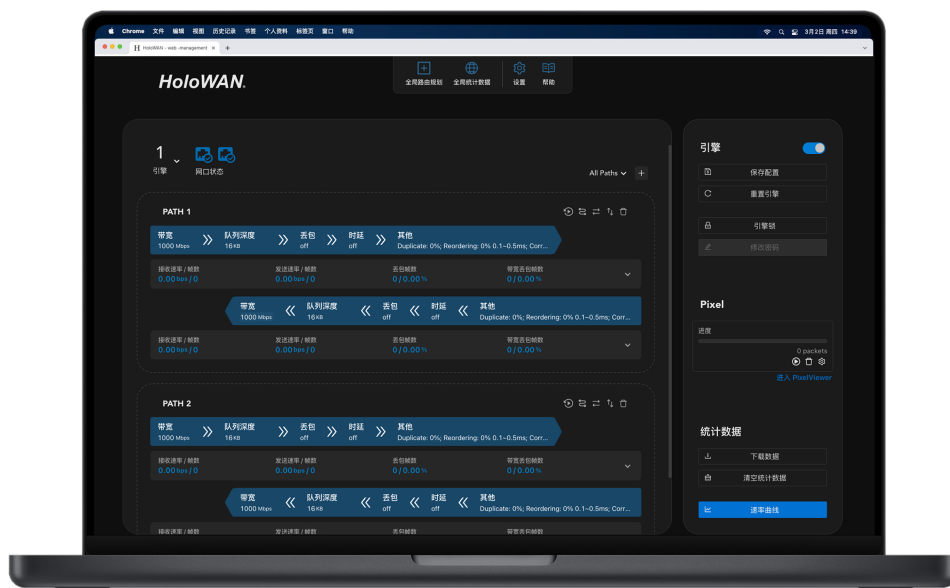 Chrome 文件 编辑 视图 历史记录 书签 个人资料 标签页 窗口 帮助
3月2日 周四 14:39
HoloWAN - web -management × +
HoloWAN
全局路由规划 全局统计数据 设置 帮助
1
引擎 网口状态
All Paths +
PATH 1
带宽 队列深度 丢包 时延 其他
1000 Mbps 16 KB off off Duplicate: 0%; Reordering: 0% 0.1~0.5ms; Corr...
接收速率 / 帧数 发送速率 / 帧数 丢包帧数 带宽丢包帧数
0.00 bps / 0 0.00 bps / 0 0 / 0.00 % 0 / 0.00 %
带宽 队列深度 丢包 时延 其他
1000 Mbps 16 KB off off Duplicate: 0%; Reordering: 0% 0.1~0.5ms; Corr...
接收速率 / 帧数 发送速率 / 帧数 丢包帧数 带宽丢包帧数
0.00 bps / 0 0.00 bps / 0 0 / 0.00 % 0 / 0.00 %
PATH 2
带宽 队列深度 丢包 时延 其他
1000 Mbps 16 KB off off Duplicate: 0%; Reordering: 0% 0.1~0.5ms; Corr...
接收速率 / 帧数 发送速率 / 帧数 丢包帧数 带宽丢包帧数
0.00 bps / 0 0.00 bps / 0 0 / 0.00 % 0 / 0.00 %
带宽 队列深度 丢包 时延 其他
1000 Mbps 16 KB off off Duplicate: 0%; Reordering: 0% 0.1~0.5ms; Corr...
接收速率 / 帧数 发送速率 / 帧数 丢包帧数 带宽丢包帧数
引擎
保存配置
重置引擎
引擎锁
修改密码
Pixel
进度
0 packets
进入 PixelViewer
统计数据
下载数据
清空统计数据
速率曲线